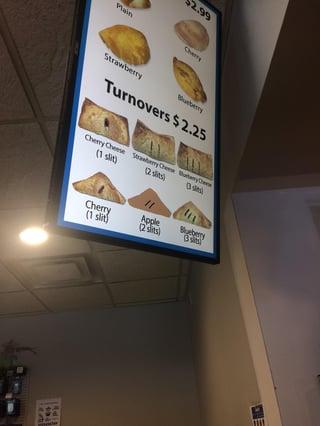 $2.99
Plain
Cherry
Strawberry
Blueberry
Turnovers $2.25
Cherry Cheese
(1 slit)
Strawberry Cheese
(2 slits)
Blueberry Cheese
(3 slits)
Cherry
(1 slit)
Apple
(2 slits)
Blueberry
(3 slits)